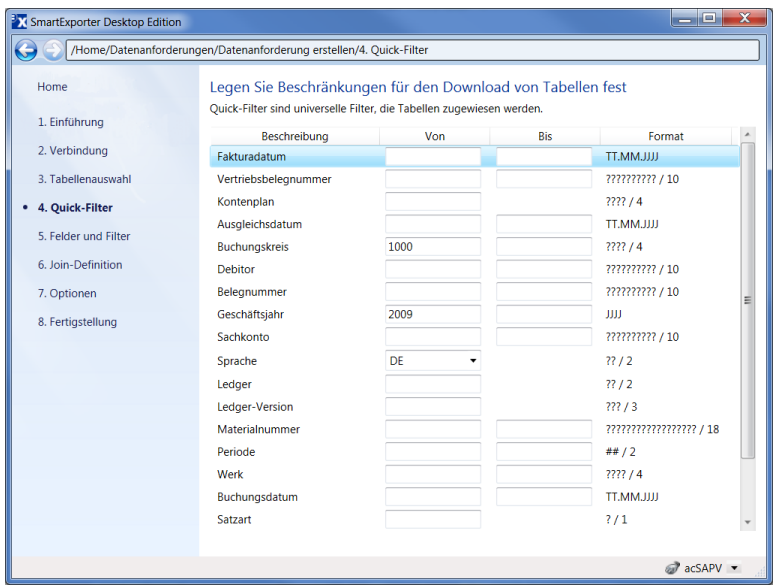 SmartExporter Desktop Edition
/Home/Datenanforderungen/Datenanforderung erstellen/4. Quick-Filter
Home
1. Einführung
2. Verbindung
3. Tabellenauswahl
• 4. Quick-Filter
5. Felder und Filter
6. Join-Definition
7. Optionen
8. Fertigstellung
Legen Sie Beschränkungen für den Download von Tabellen fest
Quick-Filter sind universelle Filter, die Tabellen zugewiesen werden.
Beschreibung Von Bis Format
Fakturadatum TT.MM.JJJJ
Vertriebsbelegnummer ?????????? / 10
Kontenplan ???? / 4
Ausgleichsdatum TT.MM.JJJJ
Buchungskreis 1000 ???? / 4
Debitor ?????????? / 10
Belegnummer ?????????? / 10
Geschäftsjahr 2009 JJJJ
Sachkonto ?????????? / 10
Sprache DE ?? / 2
Ledger ?? / 2
Ledger-Version ??? / 3
Materialnummer ?????????????????? / 18
Periode ## / 2
Werk ???? / 4
Buchungsdatum TT.MM.JJJJ
Satzart ? / 1
acSAPV